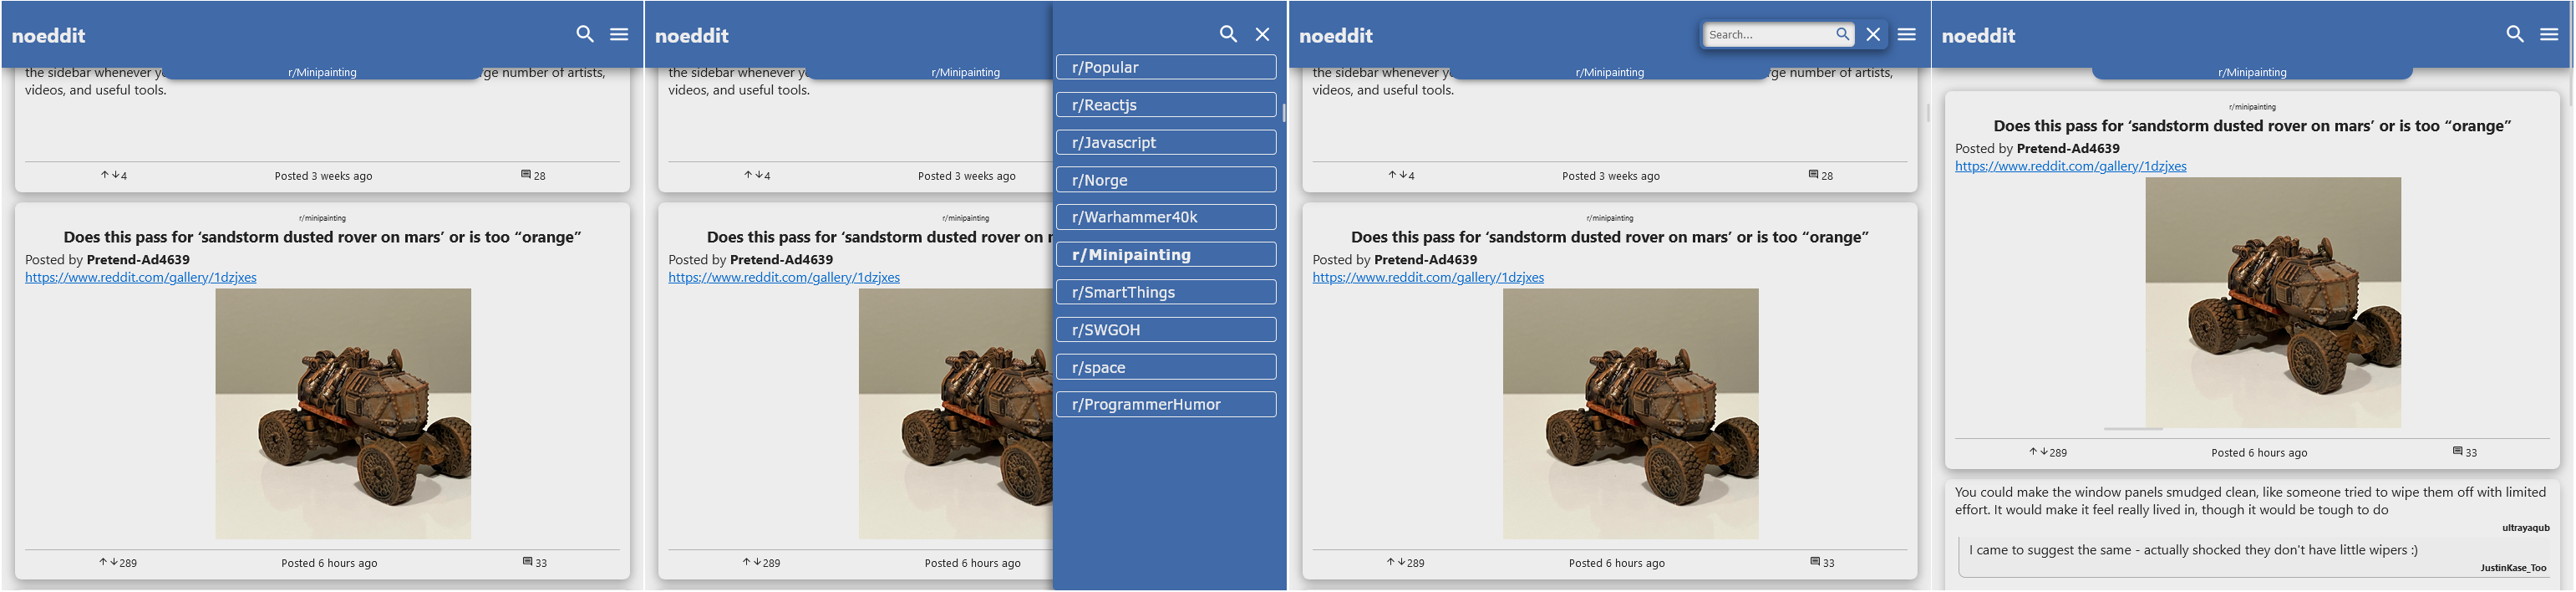 noeddit
r/Minipainting
the sidebar whenever yo rge number of artists,
videos, and useful tools.
4 Posted 3 weeks ago 28
r/minipainting
Does this pass for ‘sandstorm dusted rover on mars’ or is too “orange”
Posted by Pretend-Ad4639
https://www.reddit.com/gallery/1dzjxes
289 Posted 6 hours ago 33
noeddit
r/Minipainting
the sidebar whenever yo
videos, and useful tools.
4 Posted 3 weeks ago
r/minipainting
Does this pass for ‘sandstorm dusted rover on
Posted by Pretend-Ad4639
https://www.reddit.com/gallery/1dzjxes
289 Posted 6 hours ago
r/Popular
r/Reactjs
r/Javascript
r/Norge
r/Warhammer40k
r/Minipainting
r/SmartThings
r/SWGOH
r/space
r/ProgrammerHumor
noeddit
Search...
r/Minipainting
the sidebar whenever yo rge number of artists,
videos, and useful tools.
4 Posted 3 weeks ago 28
r/minipainting
Does this pass for ‘sandstorm dusted rover on mars’ or is too “orange”
Posted by Pretend-Ad4639
https://www.reddit.com/gallery/1dzjxes
289 Posted 6 hours ago 33
noeddit
r/Minipainting
r/minipainting
Does this pass for ‘sandstorm dusted rover on mars’ or is too “orange”
Posted by Pretend-Ad4639
https://www.reddit.com/gallery/1dzjxes
289 Posted 6 hours ago 33
You could make the window panels smudged clean, like someone tried to wipe them off with limited
effort. It would make it feel really lived in, though it would be tough to do
ultrayaqub
I came to suggest the same - actually shocked they don't have little wipers :)
JustinKase_Too